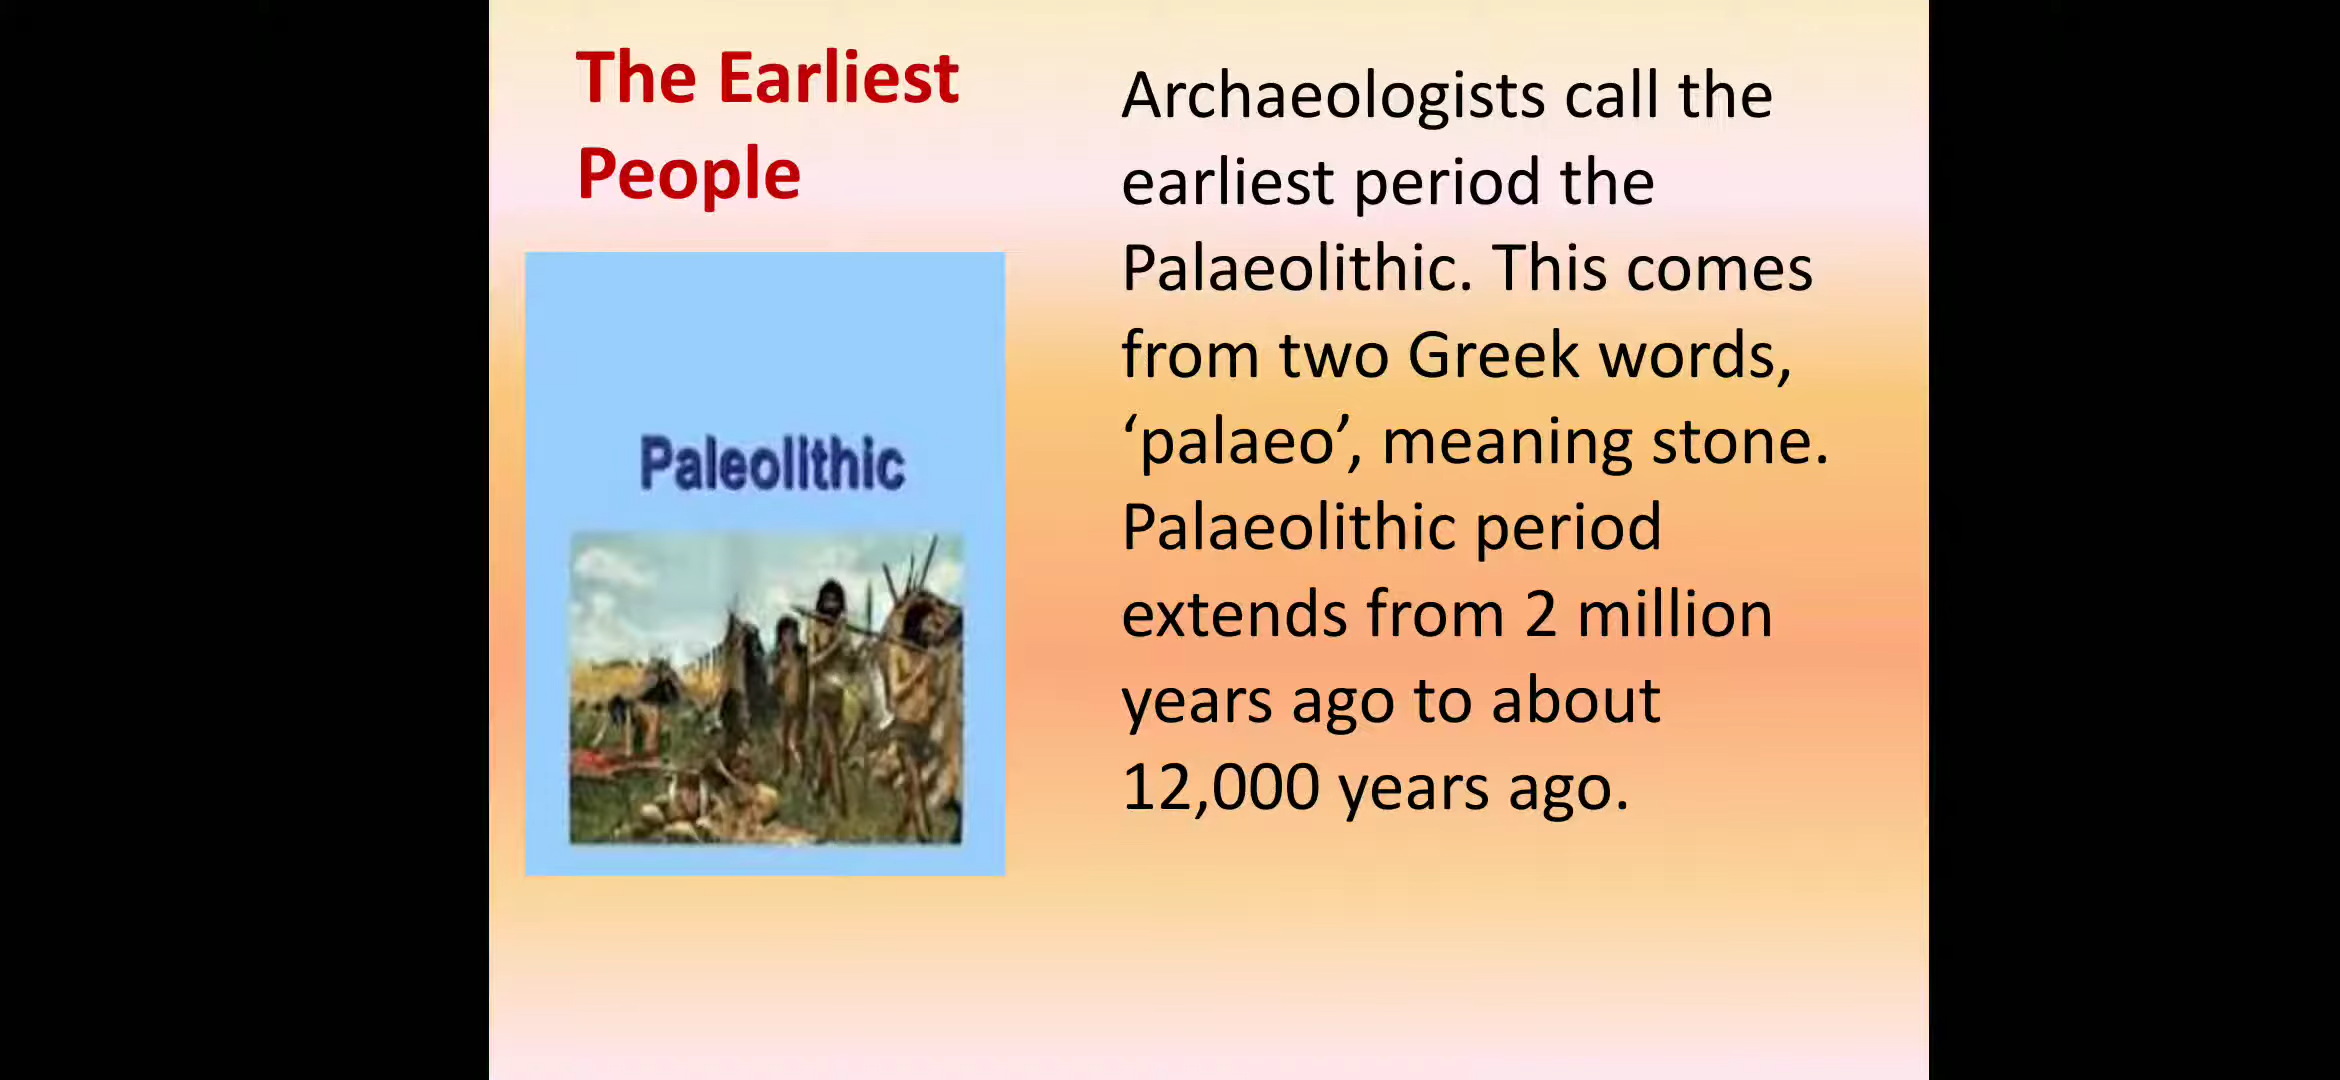 The Earliest
People
Paleolithic
Archaeologists call the
earliest period the
Palaeolithic. This comes
from two Greek words,
‘palaeo’, meaning stone.
Palaeolithic period
extends from 2 million
years ago to about
12,000 years ago.